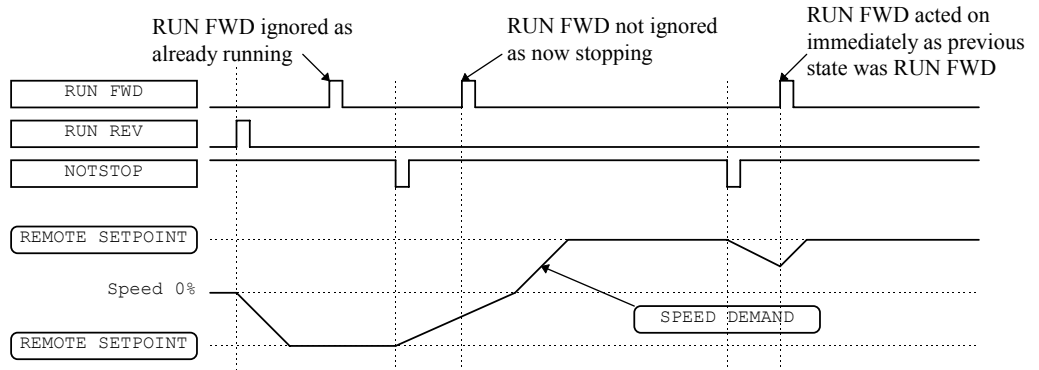 RUN FWD ignored as
already running
RUN FWD not ignored
as now stopping
RUN FWD acted on
immediately as previous
state was RUN FWD
RUN FWD
RUN REV
NOTSTOP
REMOTE SETPOINT
Speed 0%
SPEED DEMAND
REMOTE SETPOINT